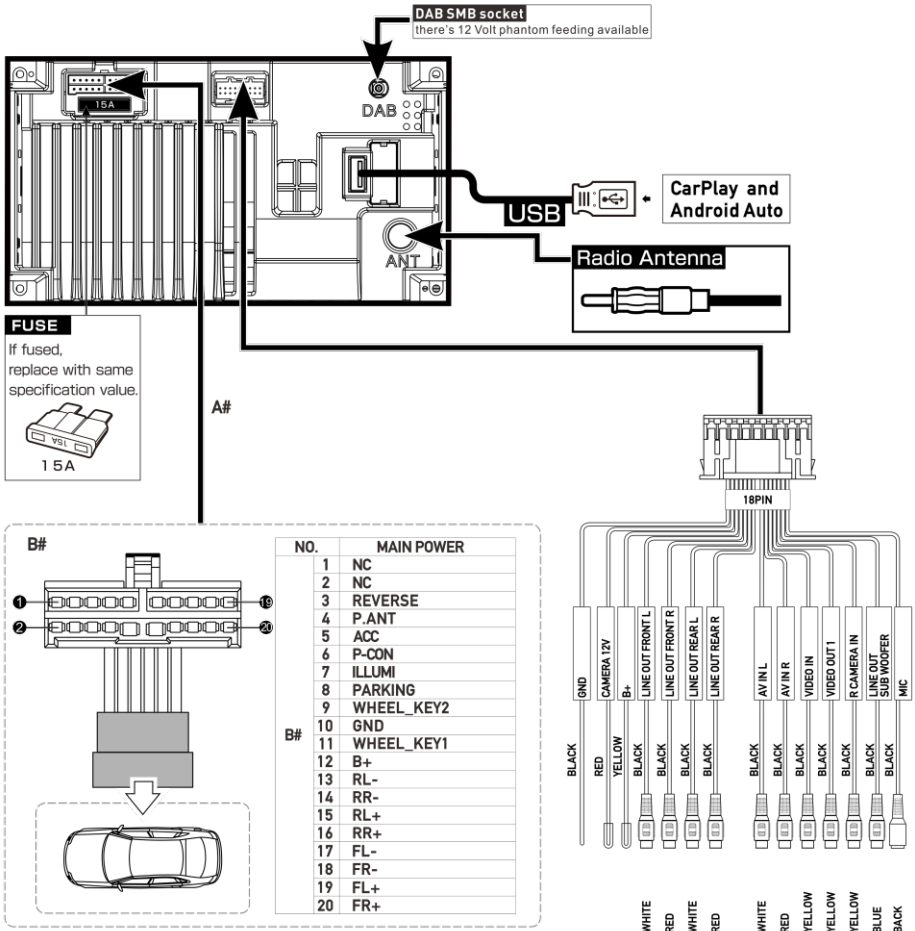 DAB SMB socket
there's 12 Volt phantom feeding available
15A
DAB
USB
CarPlay and
Android Auto
ANT
Radio Antenna
FUSE
If fused,
replace with same
specification value.
15A
15A
A#
18PIN
B#
1
2
19
20
NO. MAIN POWER
B#
1 NC
2 NC
3 REVERSE
4 P.ANT
5 ACC
6 P-CON
7 ILLUMI
8 PARKING
9 WHEEL_KEY2
10 GND
11 WHEEL_KEY1
12 B+
13 RL-
14 RR-
15 RL+
16 RR+
17 FL-
18 FR-
19 FL+
20 FR+
GND
CAMERA 12V
B+
LINE OUT FRONT L
LINE OUT FRONT R
LINE OUT REAR L
LINE OUT REAR R
AV IN L
AV IN R
VIDEO IN
VIDEO OUT 1
R CAMERA IN
LINE OUT
SUB WOOFER
MIC
BLACK
RED
YELLOW
BLACK
BLACK
BLACK
BLACK
BLACK
BLACK
BLACK
BLACK
BLACK
BLACK
BLACK
WHITE
RED
WHITE
RED
WHITE
RED
YELLOW
YELLOW
YELLOW
BLUE
BACK